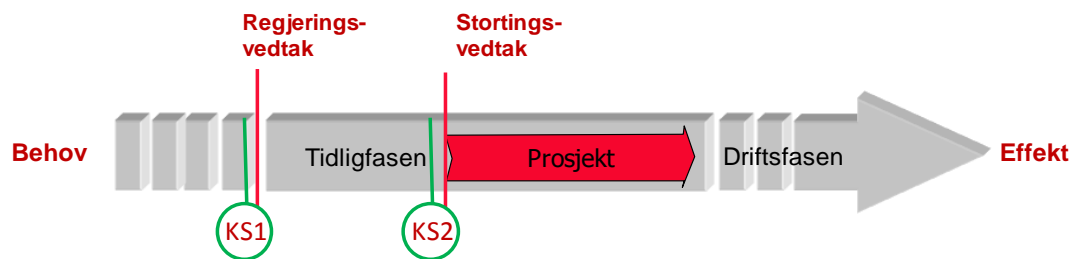 Regjerings-
vedtak
Stortings-
vedtak
Behov
Tidligfasen
Prosjekt
Driftsfasen
Effekt
KS1
KS2